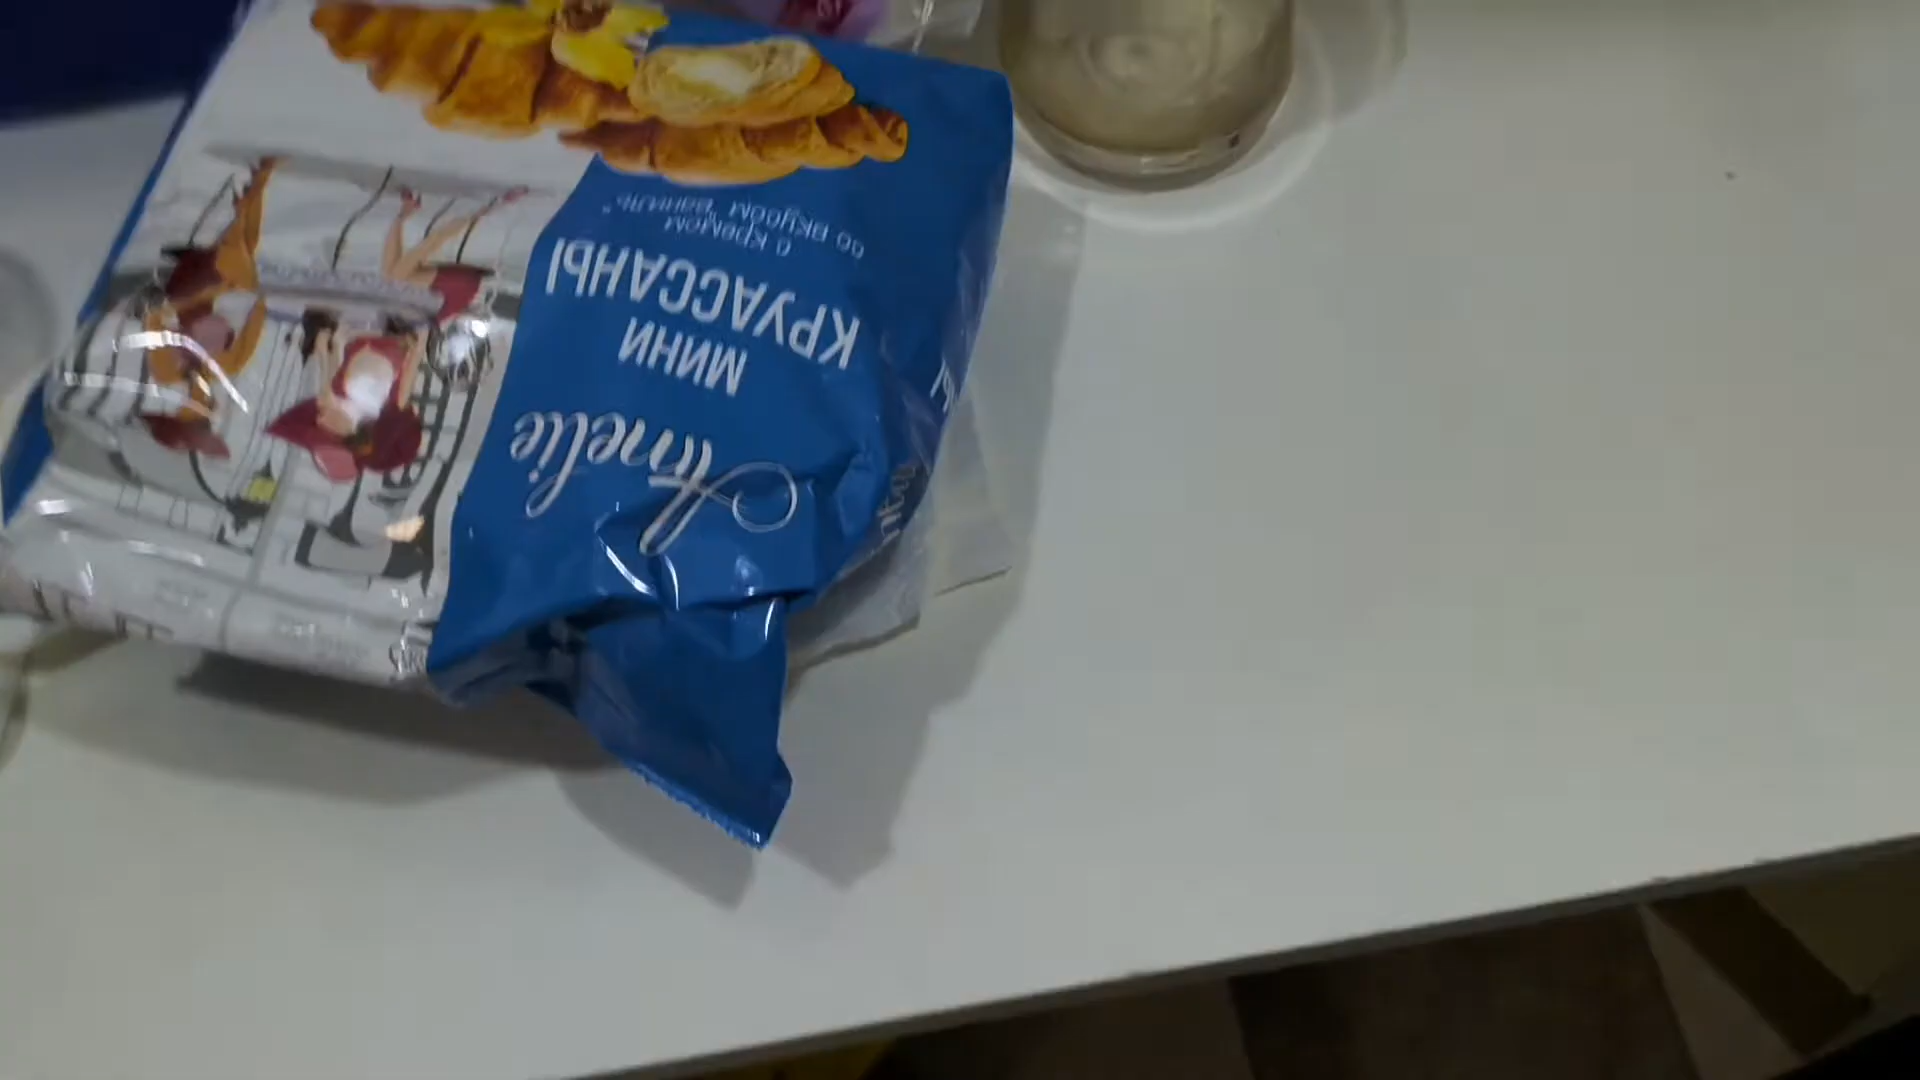 Amelie
МИНИ
КРУАССАНЫ
с кремом
со вкусом "Ваниль"